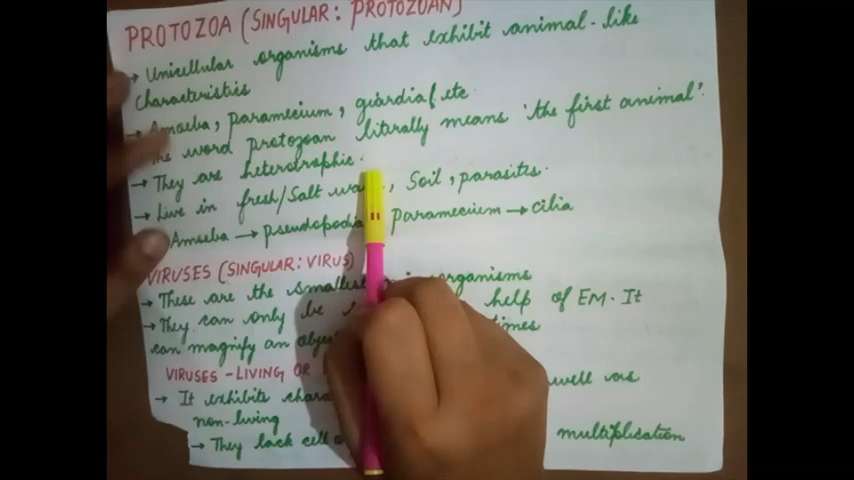 PROTOZOA (SINGULAR: PROTOZOAN)
→ Unicellular organisms that exhibit animal-like
characteristics
→ Amoeba, paramecium, giardia etc
The word protozoan literally means 'the first animal'.
→ They are heterotrophic.
→ Live in fresh/Salt , Soil, parasites.
Amoeba → pseudopodia paramecium → cilia
VIRUSES (SINGULAR: VIRUS)
→ These are the smallest organisms
→ They can only be help of EM. It
can magnify an times
VIRUSES - LIVING OR
→ It exhibits well as
non-living
→ They lack cell multiplication